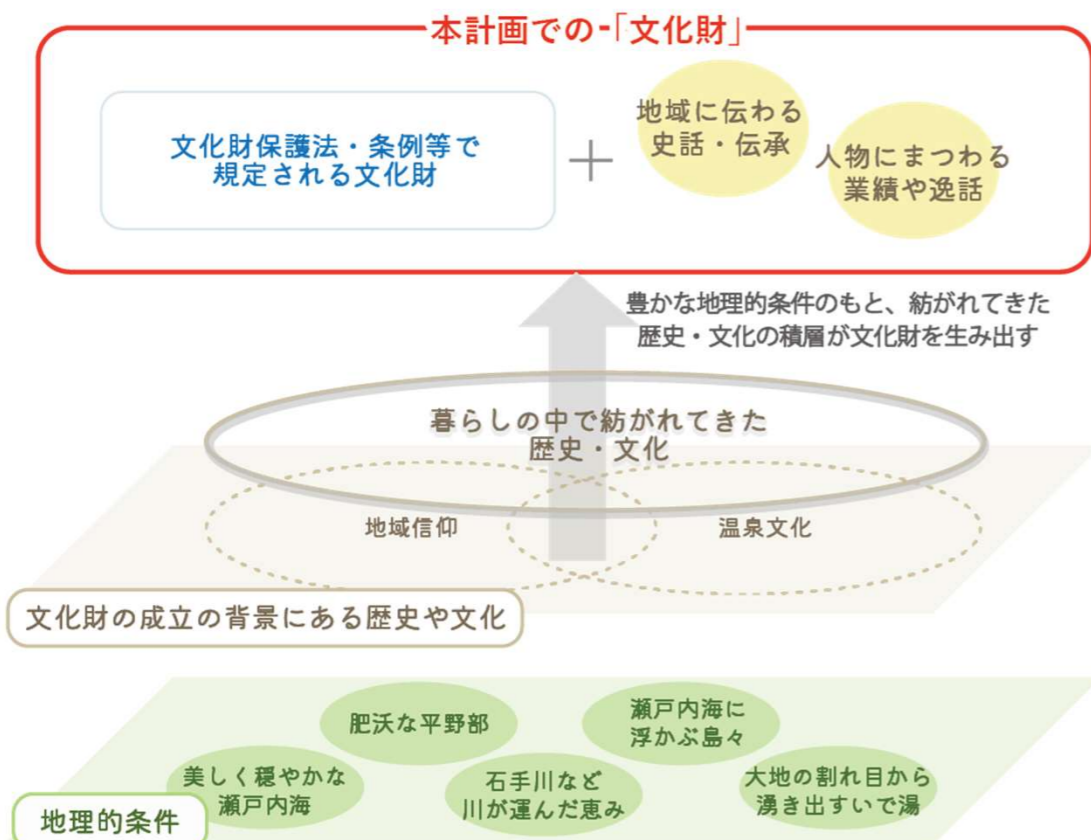 本計画での「文化財」
文化財保護法・条例等で
規定される文化財
＋
地域に伝わる
史話・伝承
人物にまつわる
業績や逸話
豊かな地理的条件のもと、紡がれてきた
歴史・文化の積層が文化財を生み出す
暮らしの中で紡がれてきた
歴史・文化
地域信仰
温泉文化
文化財の成立の背景にある歴史や文化
肥沃な平野部
瀬戸内海に
浮かぶ島々
美しく穏やかな
瀬戸内海
石手川など
川が運んだ恵み
大地の割れ目から
湧き出すいで湯
地理的条件